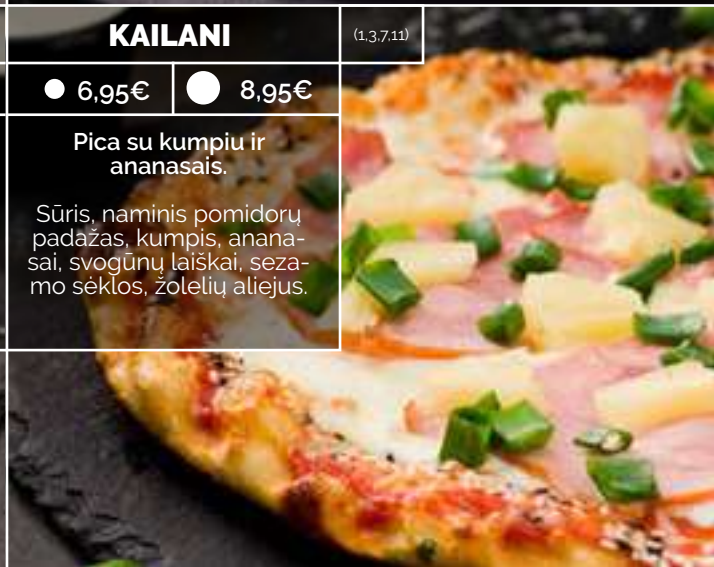 KAILANI
(1,3,7,11)
6,95€
8,95€
Pica su kumpiu ir
ananasais.
Sūris, naminis pomidorų
padažas, kumpis, anana-
sai, svogūnų laiškai, seza-
mo sėklos, žolelių aliejus.